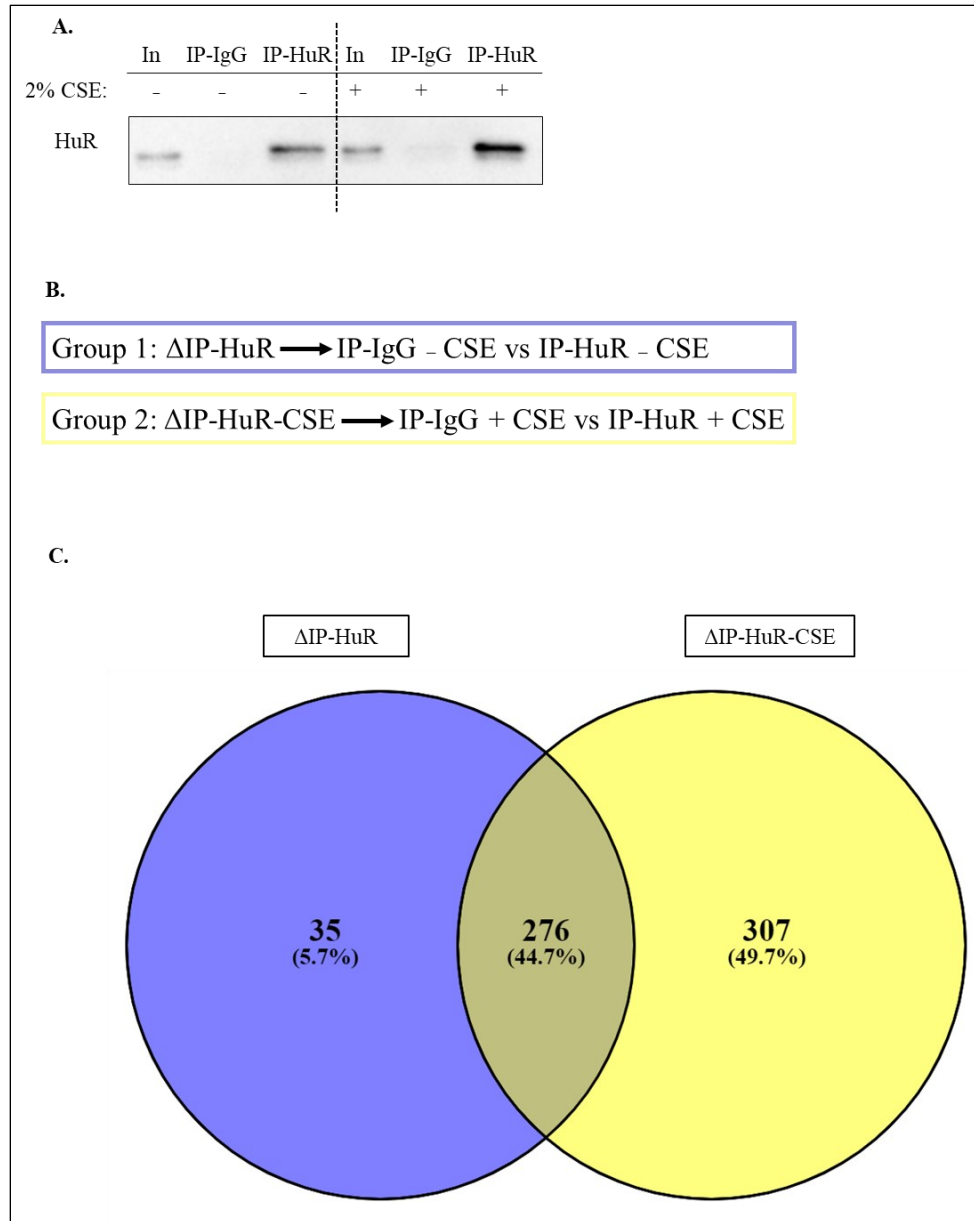 A.
In IP-IgG IP-HuR In IP-IgG IP-HuR
2% CSE: - - - + + +
HuR
B.
Group 1: ΔIP-HuR → IP-IgG - CSE vs IP-HuR - CSE
Group 2: ΔIP-HuR-CSE → IP-IgG + CSE vs IP-HuR + CSE
C.
ΔIP-HuR ΔIP-HuR-CSE
35 276 307
(5.7%) (44.7%) (49.7%)